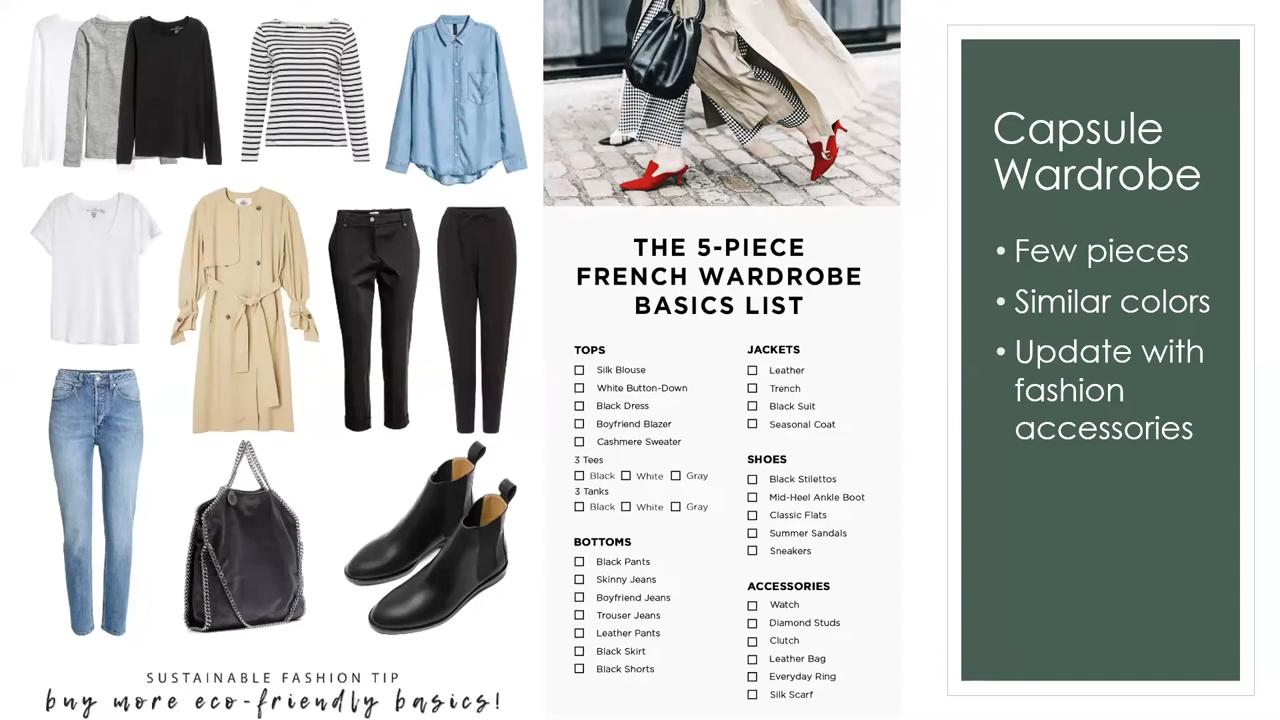 SUSTAINABLE FASHION TIP
buy more eco-friendly basics!
THE 5-PIECE
FRENCH WARDROBE
BASICS LIST
TOPS
Silk Blouse
White Button-Down
Black Dress
Boyfriend Blazer
Cashmere Sweater
3 Tees
Black White Gray
3 Tanks
Black White Gray
BOTTOMS
Black Pants
Skinny Jeans
Boyfriend Jeans
Trouser Jeans
Leather Pants
Black Skirt
Black Shorts
JACKETS
Leather
Trench
Black Suit
Seasonal Coat
SHOES
Black Stilettos
Mid-Heel Ankle Boot
Classic Flats
Summer Sandals
Sneakers
ACCESSORIES
Watch
Diamond Studs
Clutch
Leather Bag
Everyday Ring
Silk Scarf
Capsule
Wardrobe
• Few pieces
• Similar colors
• Update with
fashion
accessories